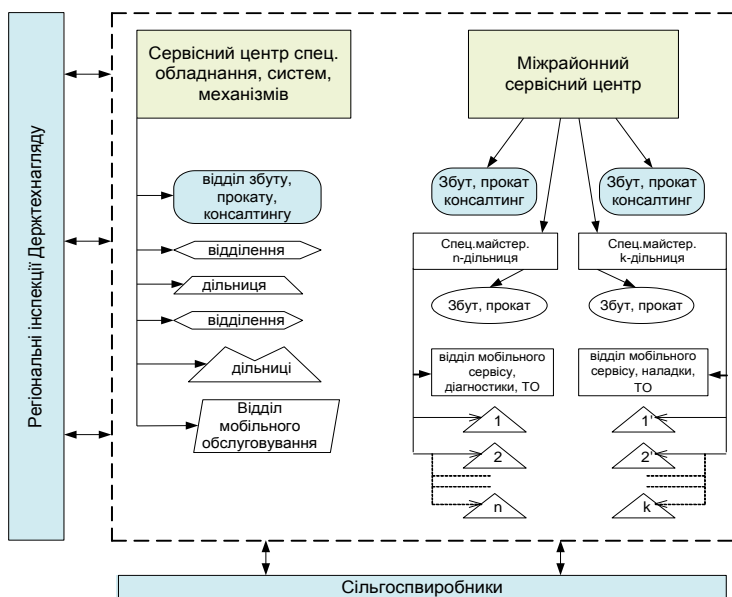 Регіональні інспекції Держтехнагляду
Сервісний центр спец.
обладнання, систем,
механізмів
відділ збуту,
прокату,
консалтингу
відділення
дільниця
відділення
дільниці
Відділ
мобільного
обслуговування
Міжрайонний
сервісний центр
Збут, прокат
консалтинг
Збут, прокат
консалтинг
Спец.майстер.
n-дільниця
Спец.майстер.
k-дільниця
Збут, прокат
Збут, прокат
відділ мобільного
сервісу,
діагностики, ТО
відділ мобільного
сервісу, наладки,
ТО
1
1'
2
2'
n
k
Сільгоспвиробники